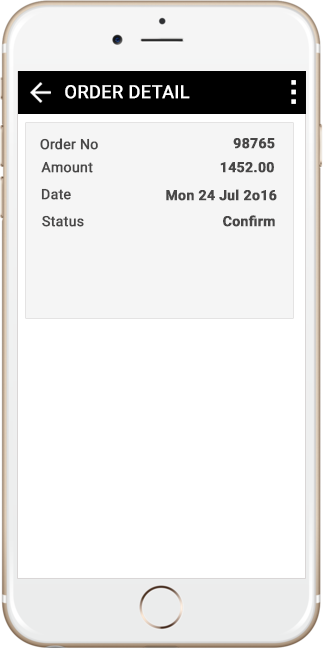 ORDER DETAIL
Order No 98765
Amount 1452.00
Date Mon 24 Jul 2o16
Status Confirm